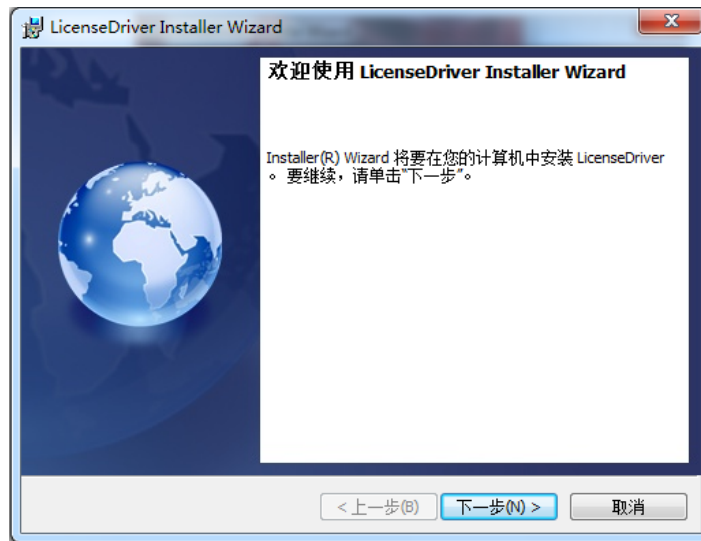 LicenseDriver Installer Wizard
欢迎使用 LicenseDriver Installer Wizard
Installer(R) Wizard 将要在您的计算机中安装 LicenseDriver
。 要继续，请单击“下一步”。
<上一步(B) 下一步(N) > 取消